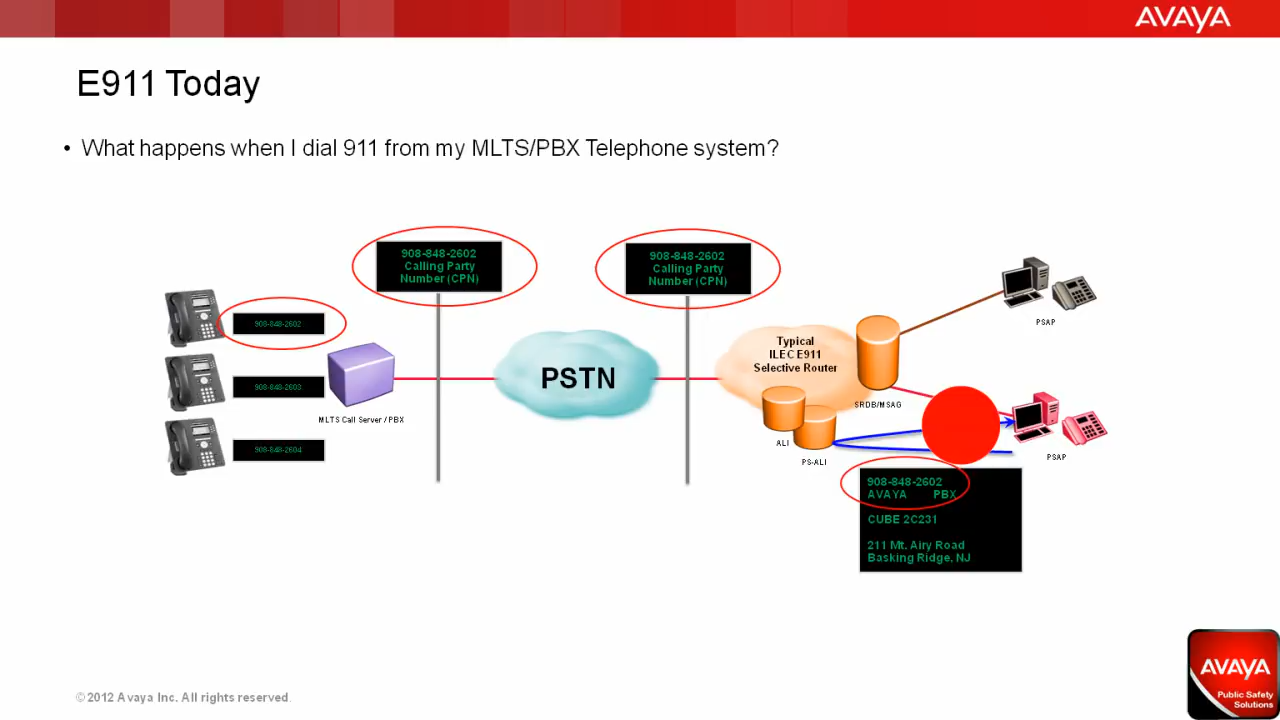 AVAYA
E911 Today
• What happens when I dial 911 from my MLTS/PBX Telephone system?
908-848-2602
Calling Party
Number (CPN)
908-848-2602
Calling Party
Number (CPN)
908-848-2602
908-848-2603
908-848-2604
MLTS Call Server / PBX
PSTN
Typical
ILEC E911
Selective Router
SRDB/MSAG
ALI
PS-ALI
PSAP
PSAP
908-848-2602
AVAYA PBX
CUBE 2C231
211 Mt. Airy Road
Basking Ridge, NJ
© 2012 Avaya Inc. All rights reserved.
AVAYA
Public Safety
Solutions